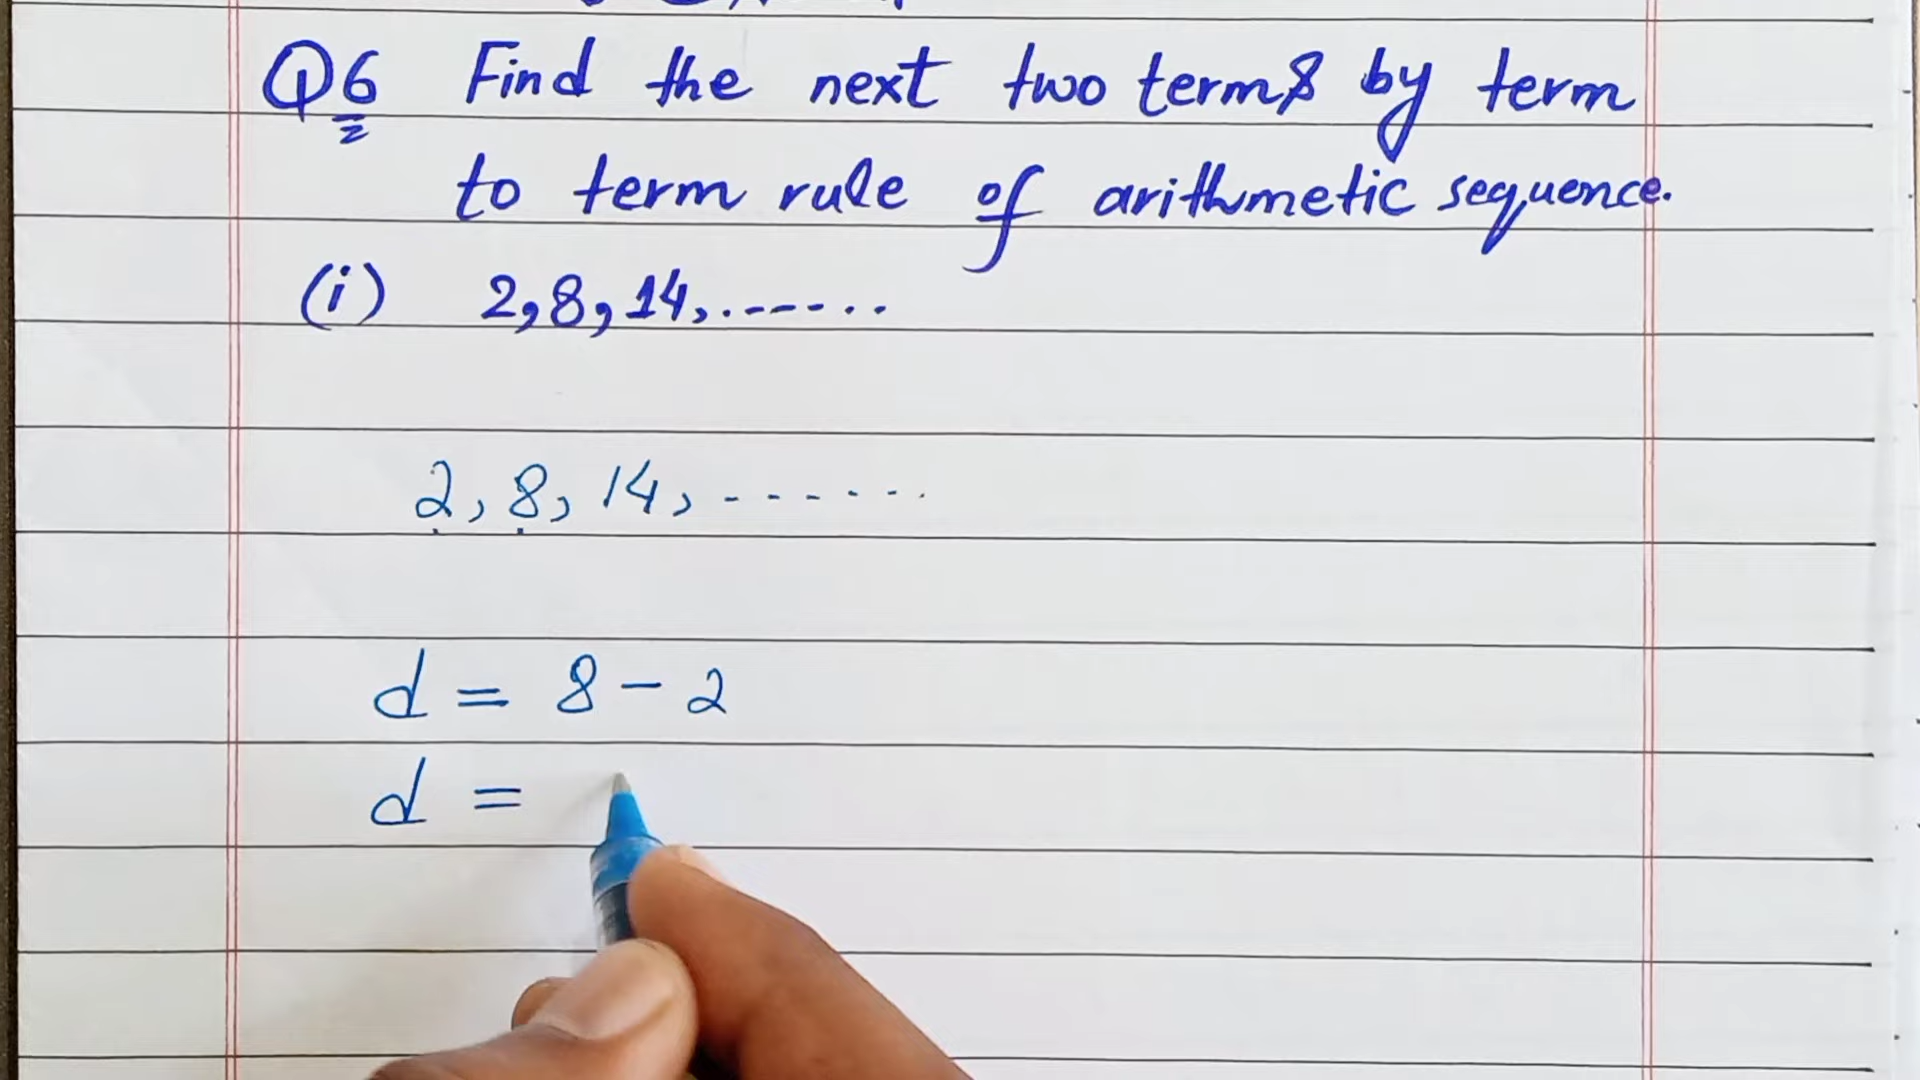 Q6 Find the next two terms by term
to term rule of arithmetic sequence.
(i) 2,8,14,.------..
2, 8, 14, -------..
d = 8 - 2
d =